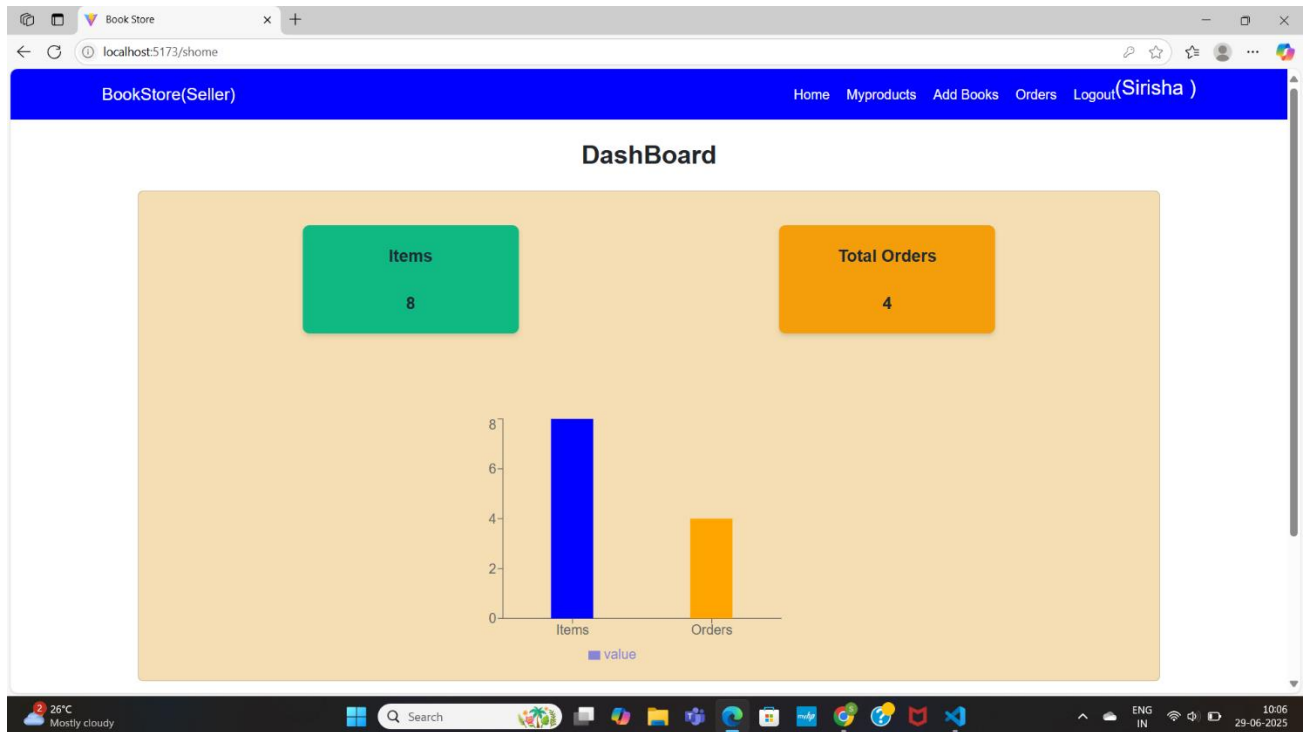 Book Store
localhost:5173/shome
BookStore(Seller)
Home Myproducts Add Books Orders Logout(Sirisha )
DashBoard
Items
8
Total Orders
4
8
6
4
2
0
Items Orders
value
2
26°C
Mostly cloudy
Search
ENG
IN
10:06
29-06-2025